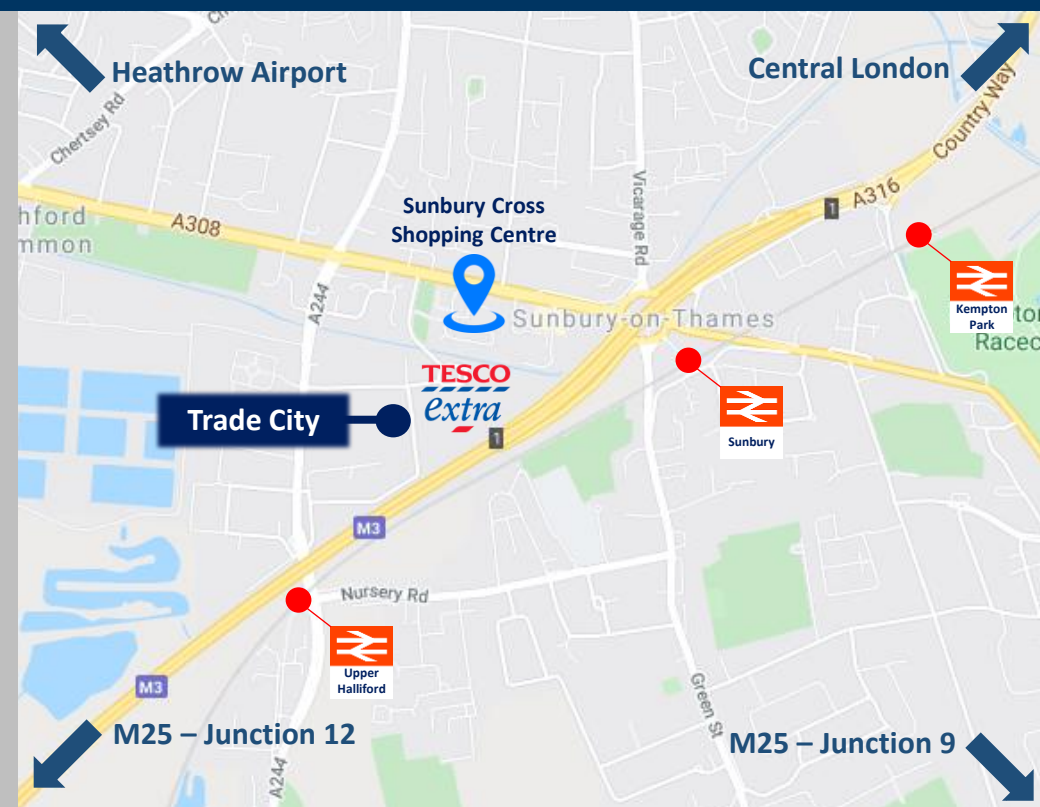 Heathrow Airport
Central London
Chertsey Rd
Country Way
A316
1
Vicarage Rd
hford
mmon
A308
Sunbury Cross
Shopping Centre
A244
Sunbury-on-Thames
Kempton
Park
Racec
TESCO
extra
Trade City
1
Sunbury
M3
Nursery Rd
Upper
Halliford
M3
Green St
M25 – Junction 12
M25 – Junction 9
A244